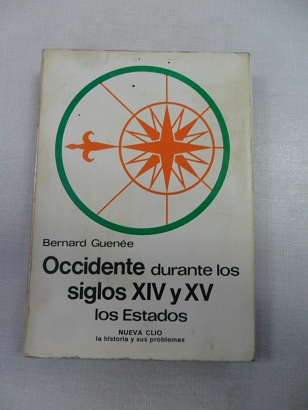 Bernard Guenée
Occidente durante los
siglos XIV y XV
los Estados
NUEVA CLIO
la historia y sus problemas